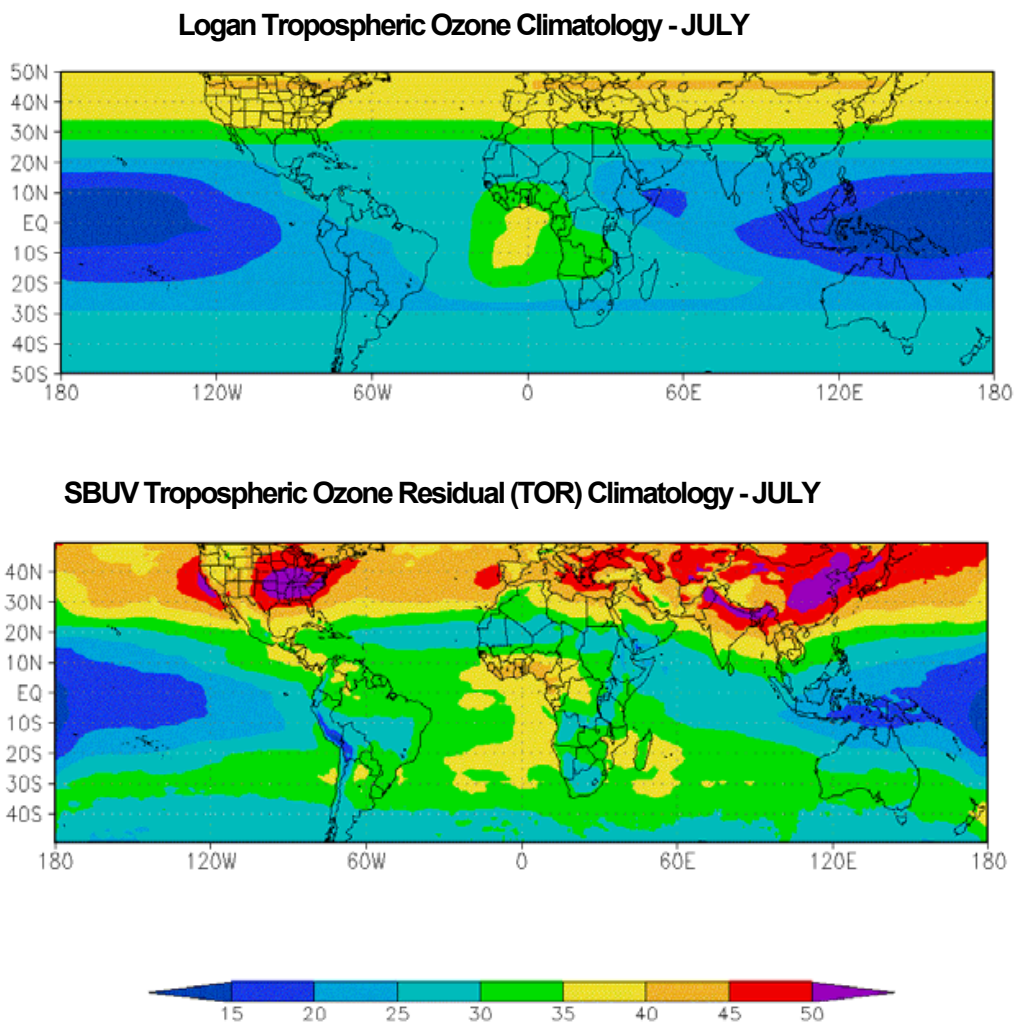 Logan Tropospheric Ozone Climatology - JULY
50N
40N
30N
20N
10N
EQ
10S
20S
30S
40S
50S
180 120W 60W 0 60E 120E 180
SBUV Tropospheric Ozone Residual (TOR) Climatology - JULY
40N
30N
20N
10N
EQ
10S
20S
30S
40S
180 120W 60W 0 60E 120E 180
15 20 25 30 35 40 45 50